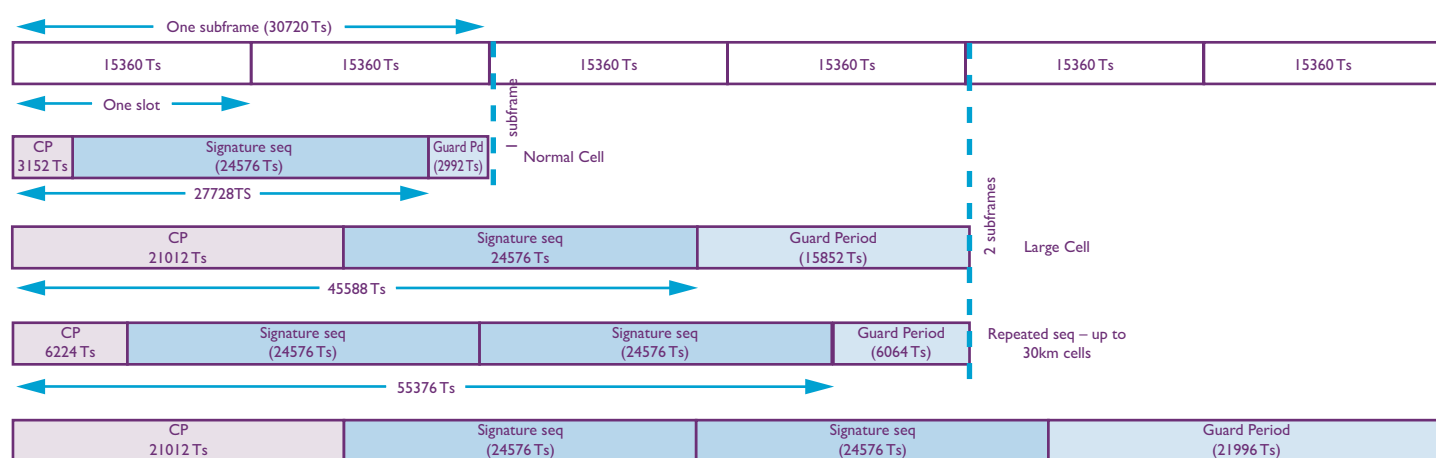 One subframe (30720 Ts)
15360 Ts
15360 Ts
15360 Ts
15360 Ts
15360 Ts
15360 Ts
One slot
1 subframe
CP
3152 Ts
Signature seq
(24576 Ts)
Guard Pd
(2992 Ts)
Normal Cell
27728TS
2 subframes
CP
21012 Ts
Signature seq
24576 Ts
Guard Period
(15852 Ts)
Large Cell
45588 Ts
CP
6224 Ts
Signature seq
(24576 Ts)
Signature seq
(24576 Ts)
Guard Period
(6064 Ts)
Repeated seq – up to
30km cells
55376 Ts
CP
21012 Ts
Signature seq
(24576 Ts)
Signature seq
(24576 Ts)
Guard Period
(21996 Ts)